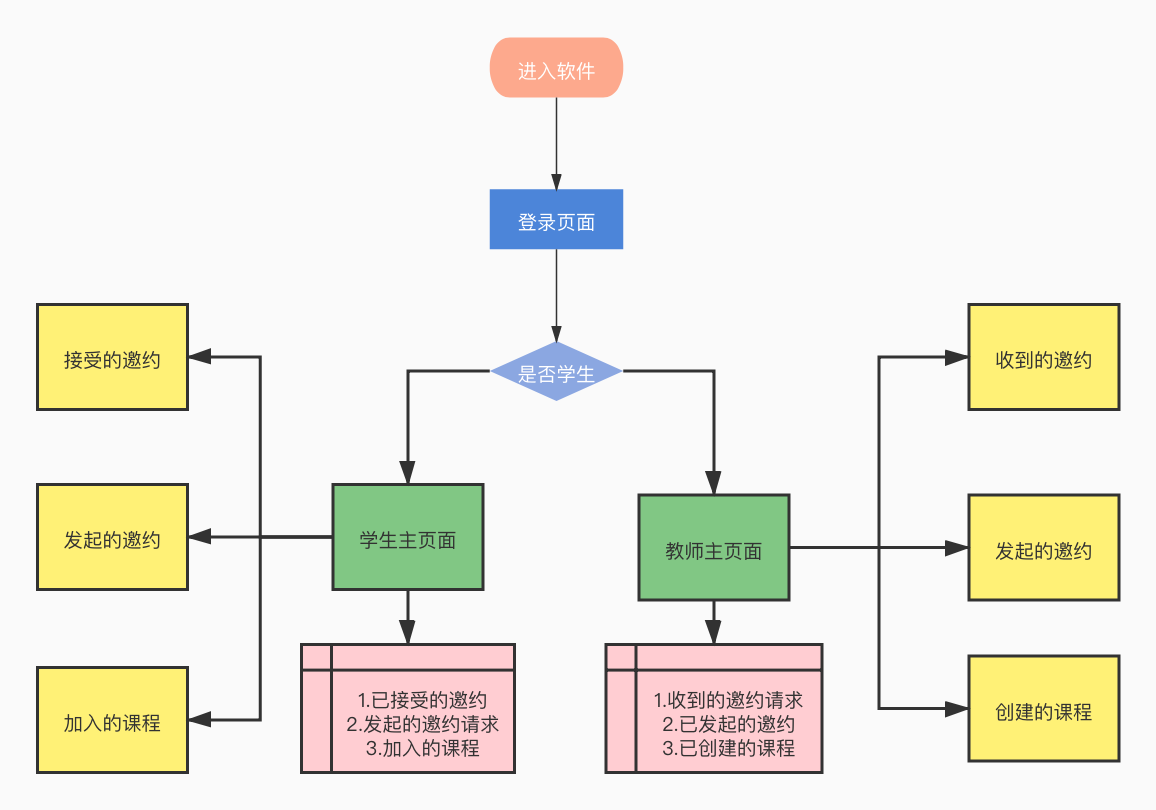 进入软件
登录页面
是否学生
接受的邀约
收到的邀约
发起的邀约
学生主页面
教师主页面
发起的邀约
加入的课程
1.已接受的邀约
2.发起的邀约请求
3.加入的课程
1.收到的邀约请求
2.已发起的邀约
3.已创建的课程
创建的课程